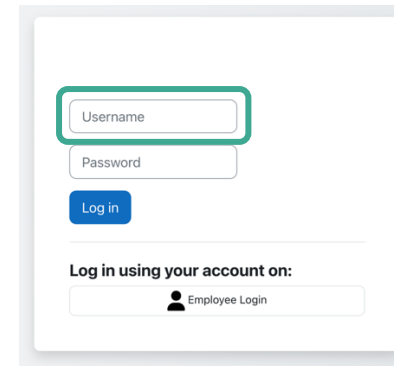 Username
Password
Log in
Log in using your account on:
Employee Login